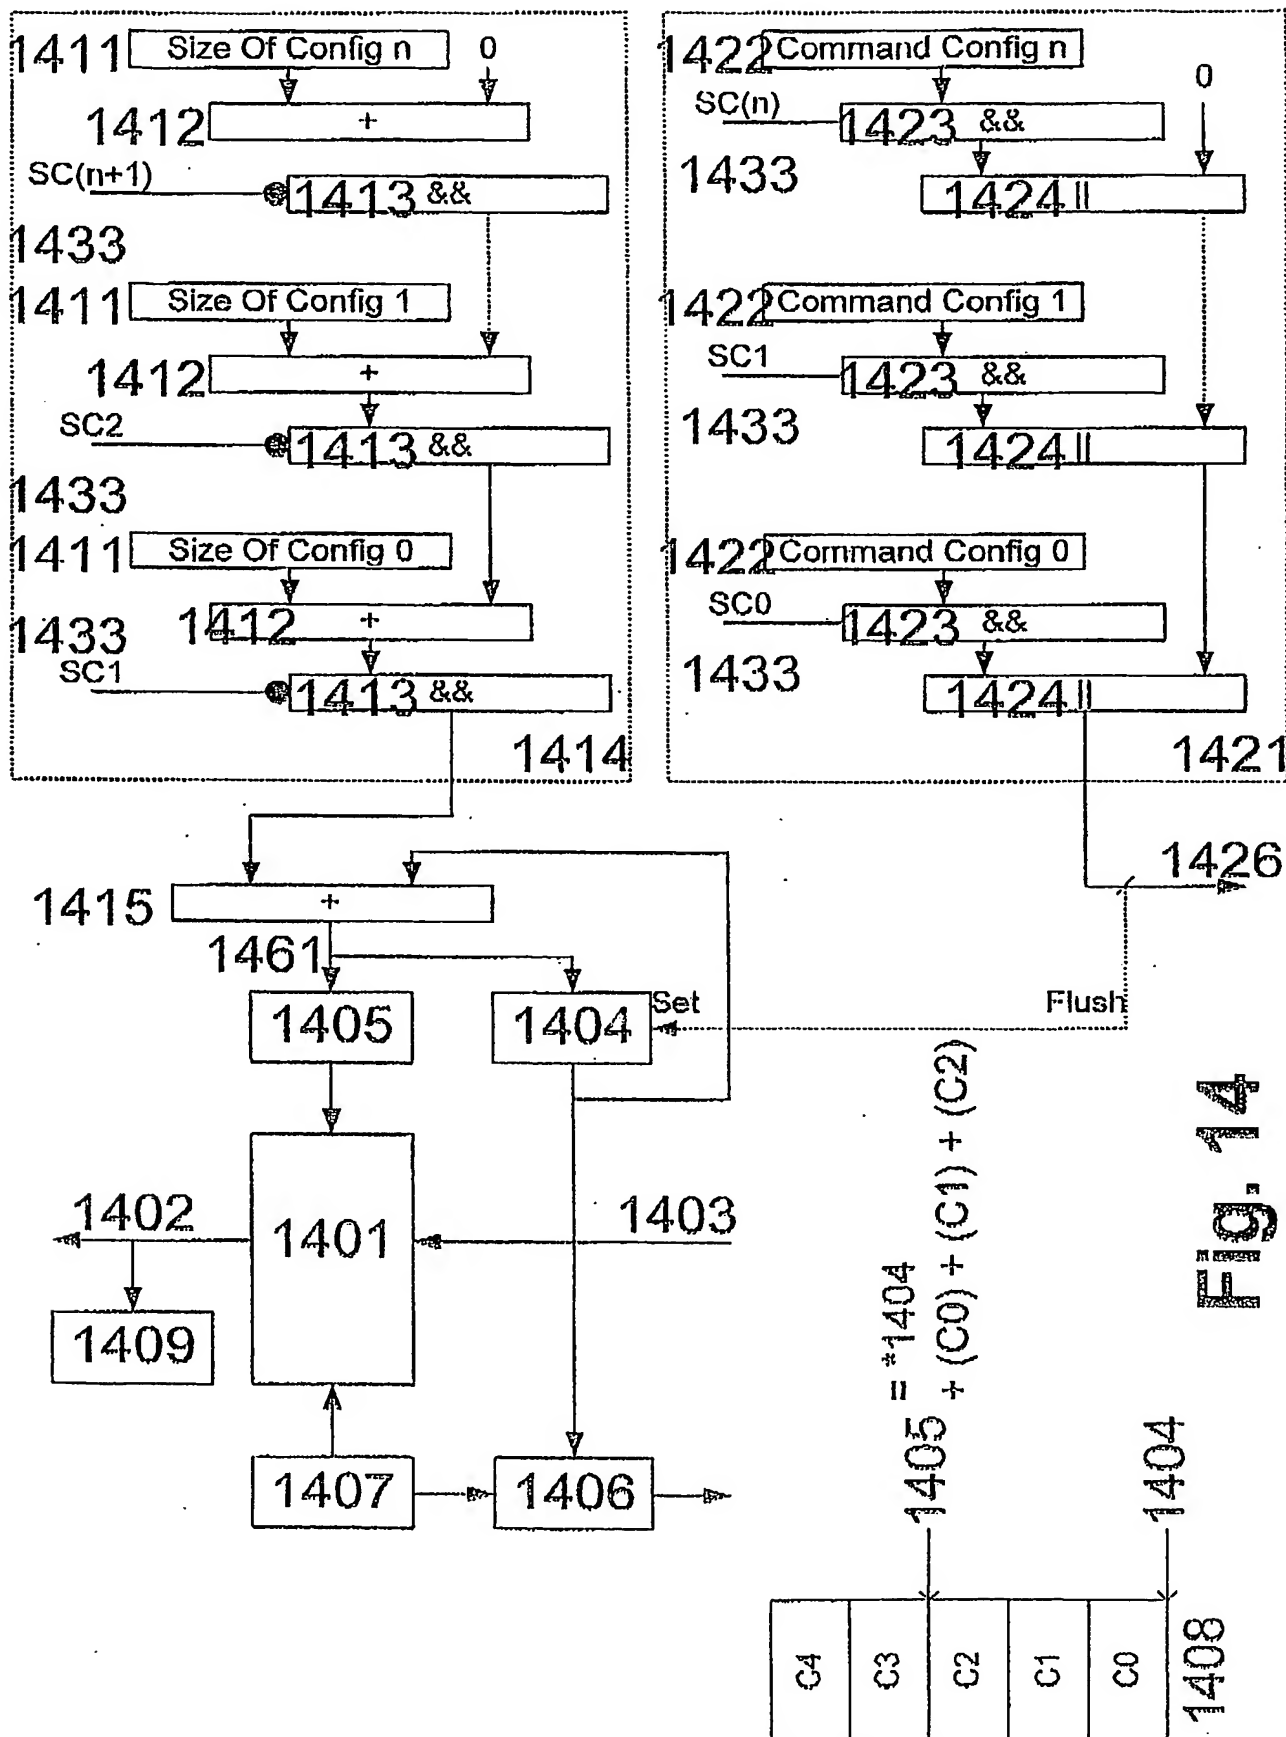 1411 Size Of Config n 0
1412 +
SC(n+1) 1413 &&
1433
1411 Size Of Config 1
1412 +
SC2 1413 &&
1433
1411 Size Of Config 0
1433 1412 +
SC1 1413 &&
1414
1422 Command Config n 0
SC(n) 1423 &&
1433 1424 ||
1422 Command Config 1
SC1 1423 &&
1433 1424 ||
1422 Command Config 0
SC0 1423 &&
1433 1424 ||
1421
1426
1415 +
1461
1405 1404 Set Flush
1402 1401 1403
1409
1407 1406
1405 = *1404
+ (C0) + (C1) + (C2)
1404
C4 C3 C2 C1 C0 1408
Fig. 14